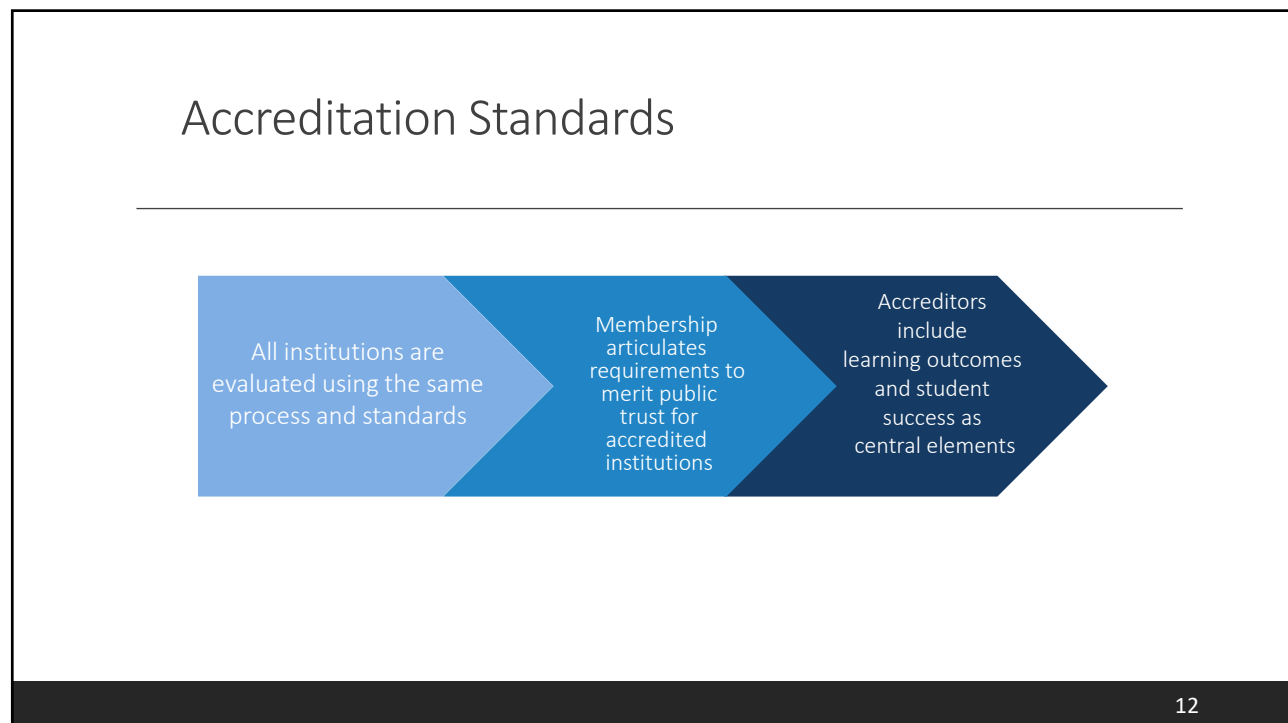 Accreditation Standards
All institutions are
evaluated using the same
process and standards
Membership
articulates
requirements to
merit public
trust for
accredited
institutions
Accreditors
include
learning outcomes
and student
success as
central elements
12